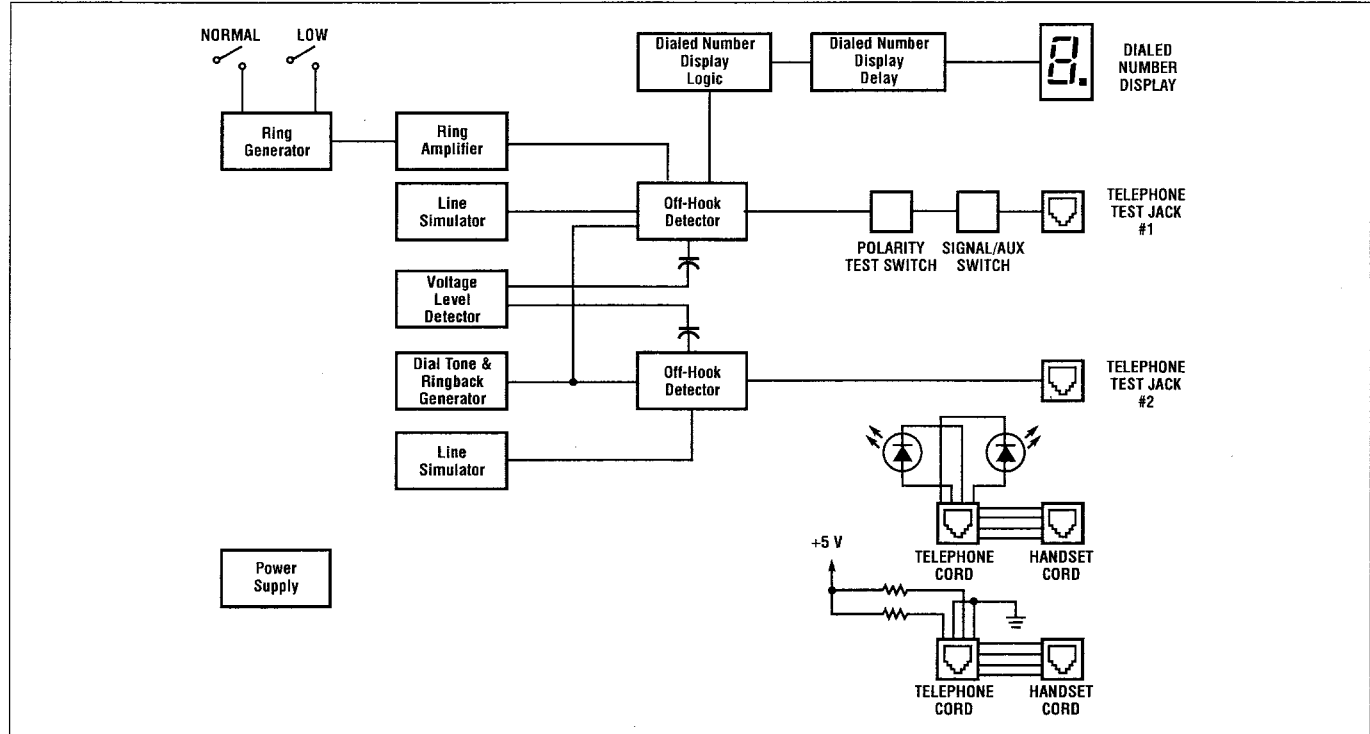 NORMAL
LOW
Dialed Number
Display
Logic
Dialed Number
Display
Delay
8.
DIALED
NUMBER
DISPLAY
Ring
Generator
Ring
Amplifier
Line
Simulator
Off-Hook
Detector
POLARITY
TEST SWITCH
SIGNAL/AUX
SWITCH
TELEPHONE
TEST JACK
#1
Voltage
Level
Detector
Dial Tone &
Ringback
Generator
Off-Hook
Detector
TELEPHONE
TEST JACK
#2
Line
Simulator
TELEPHONE
CORD
HANDSET
CORD
Power
Supply
+5 V
TELEPHONE
CORD
HANDSET
CORD